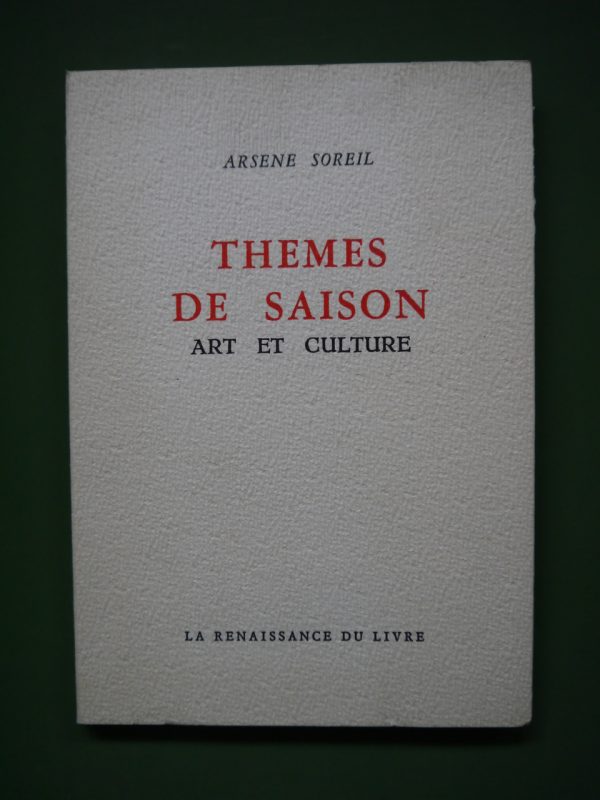 ARSENE SOREIL
THEMES
DE SAISON
ART ET CULTURE
LA RENAISSANCE DU LIVRE